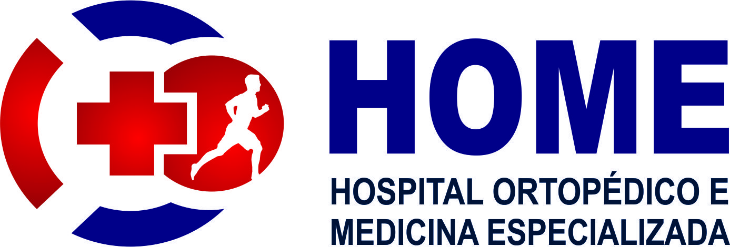 HOME
HOSPITAL ORTOPÉDICO E
MEDICINA ESPECIALIZADA